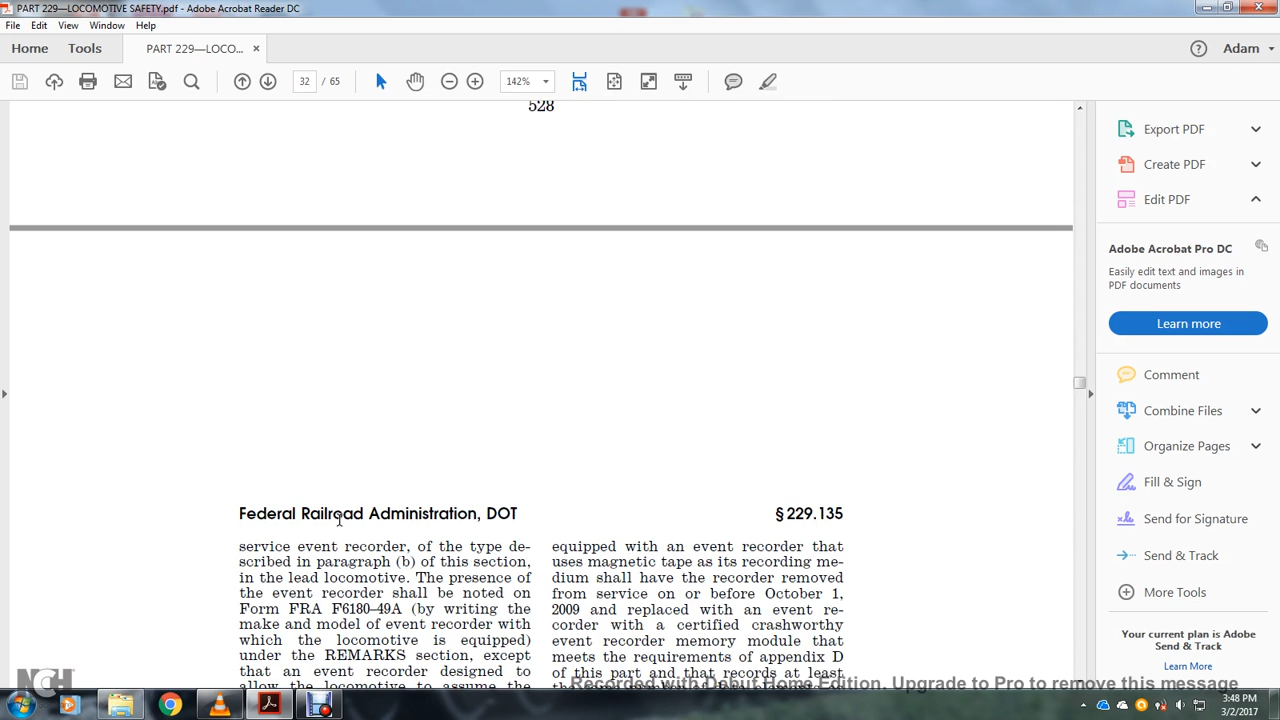 PART 229—LOCOMOTIVE SAFETY.pdf - Adobe Acrobat Reader DC
File Edit View Window Help
Home Tools PART 229—LOCO... × Adam
32 / 65 142%
528
Federal Railroad Administration, DOT
service event recorder, of the type de-
scribed in paragraph (b) of this section,
in the lead locomotive. The presence of
the event recorder shall be noted on
Form FRA F6180–49A (by writing the
make and model of event recorder with
which the locomotive is equipped)
under the REMARKS section, except
that an event recorder designed to
allow the locomotive to assume the
§ 229.135
equipped with an event recorder that
uses magnetic tape as its recording me-
dium shall have the recorder removed
from service on or before October 1,
2009 and replaced with an event re-
corder with a certified crashworthy
event recorder memory module that
meets the requirements of appendix D
of this part and that records at least
Export PDF
Create PDF
Edit PDF
Adobe Acrobat Pro DC
Easily edit text and images in
PDF documents
Learn more
Comment
Combine Files
Organize Pages
Fill & Sign
Send for Signature
Send & Track
More Tools
Your current plan is Adobe
Send & Track
Learn More
NCH
Recorded with Debut Home Edition, Upgrade to Pro to remove this message
3:48 PM
3/2/2017